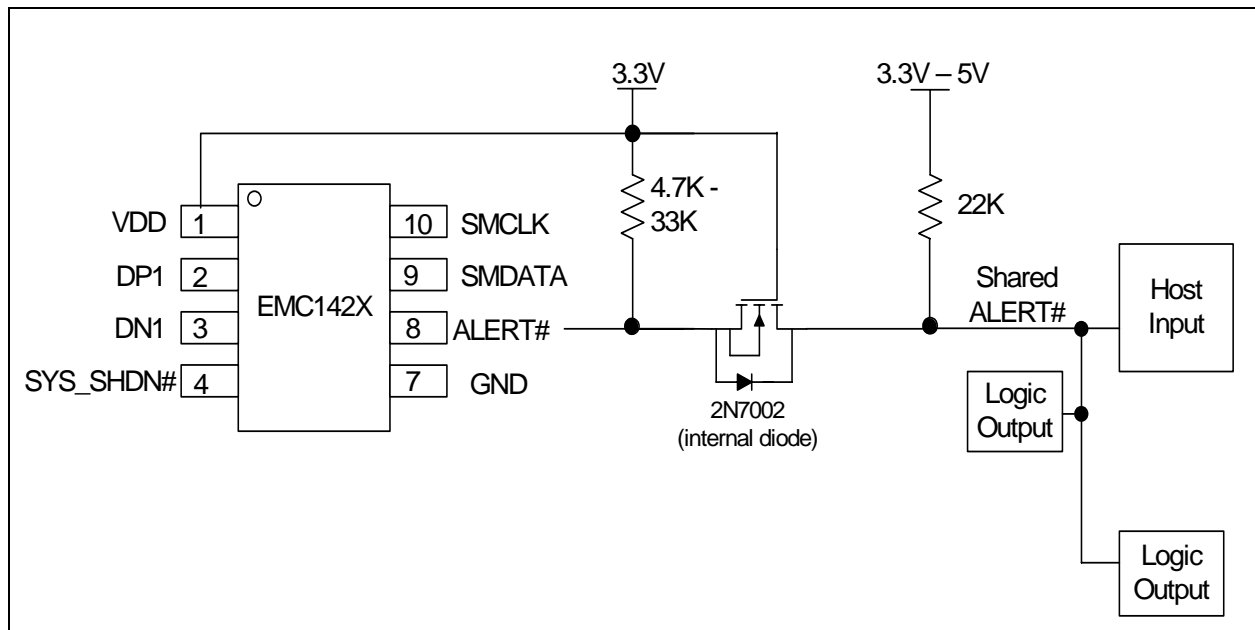 3.3V
3.3V – 5V
4.7K -
33K
22K
VDD
1
10
SMCLK
DP1
2
9
SMDATA
EMC142X
DN1
3
8
ALERT#
SYS_SHDN#
4
7
GND
2N7002
(internal diode)
Shared
ALERT#
Host
Input
Logic
Output
Logic
Output